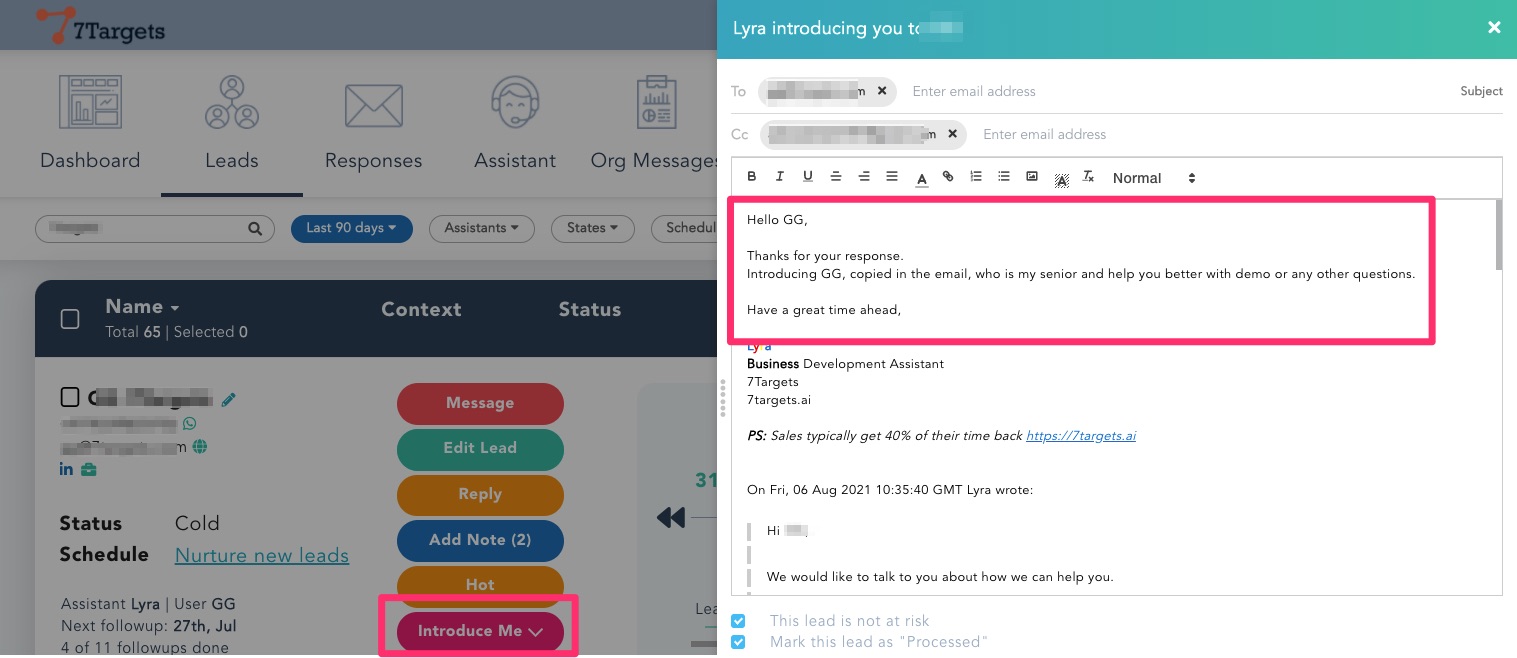 7Targets
Dashboard
Leads
Responses
Assistant
Org Messages
Last 90 days
Assistants
States
Schedul
Name
Total 65 | Selected 0
Context
Status
Message
Edit Lead
Reply
Add Note (2)
Hot
Introduce Me
in
Status Cold
Schedule Nurture new leads
Assistant Lyra | User GG
Next followup: 27th, Jul
4 of 11 followups done
31
Lea
Lyra introducing you to
To
m
Enter email address
Subject
Cc
m
Enter email address
B I U
Normal
Hello GG,
Thanks for your response.
Introducing GG, copied in the email, who is my senior and help you better with demo or any other questions.
Have a great time ahead,
Lyra
Business Development Assistant
7Targets
7targets.ai
PS: Sales typically get 40% of their time back https://7targets.ai
On Fri, 06 Aug 2021 10:35:40 GMT Lyra wrote:
Hi
We would like to talk to you about how we can help you.
This lead is not at risk
Mark this lead as "Processed"